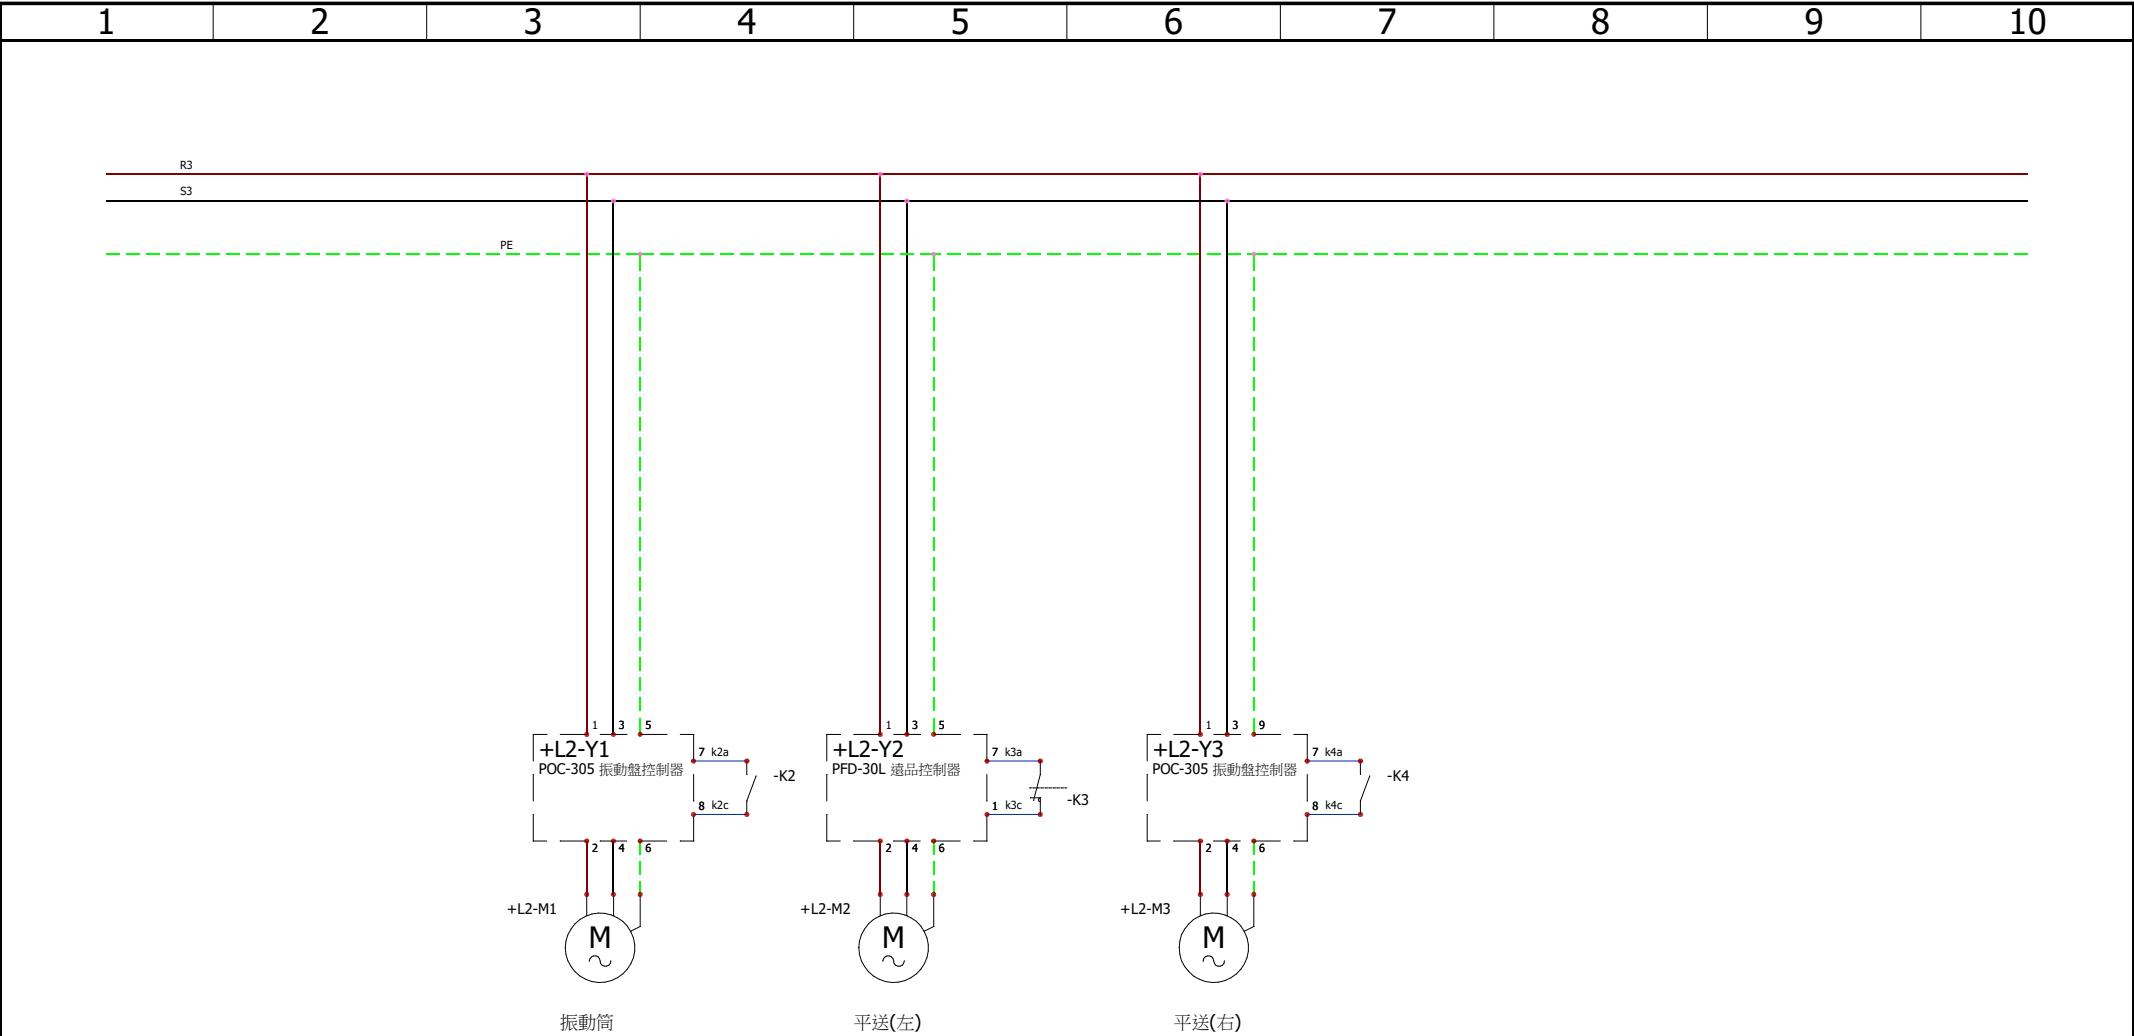 1 2 3 4 5 6 7 8 9 10
R3
S3
PE
1 3 5
+L2-Y1
POC-305 振動盤控制器
7 k2a
-K2
8 k2c
2 4 6
+L2-M1
M
振動筒
1 3 5
+L2-Y2
PFD-30L 遠品控制器
7 k3a
-K3
1 k3c
2 4 6
+L2-M2
M
平送(左)
1 3 9
+L2-Y3
POC-305 振動盤控制器
7 k4a
-K4
8 k4c
2 4 6
+L2-M3
M
平送(右)